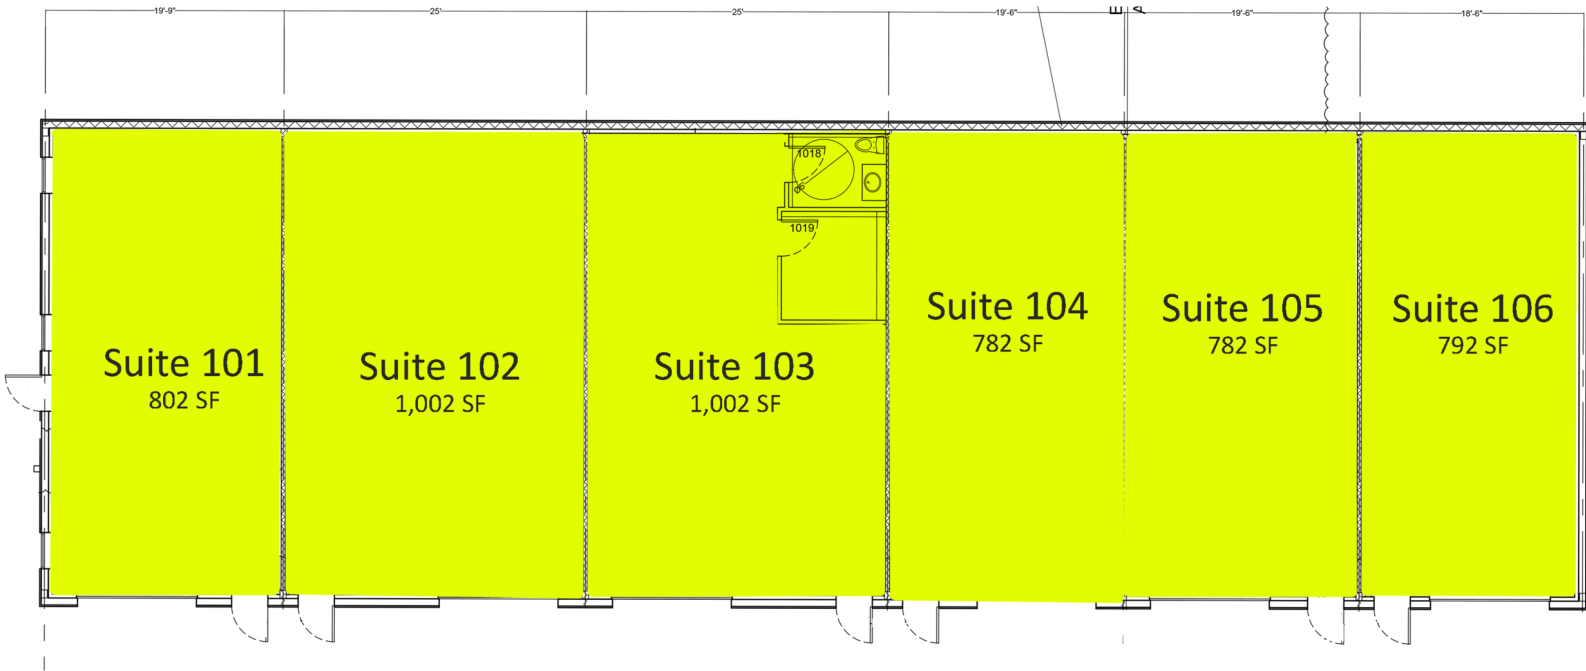 19'-9" 25' 25' 19'-6" E A 19'-6" 18'-6"
1018
1019
Suite 101
802 SF
Suite 102
1,002 SF
Suite 103
1,002 SF
Suite 104
782 SF
Suite 105
782 SF
Suite 106
792 SF